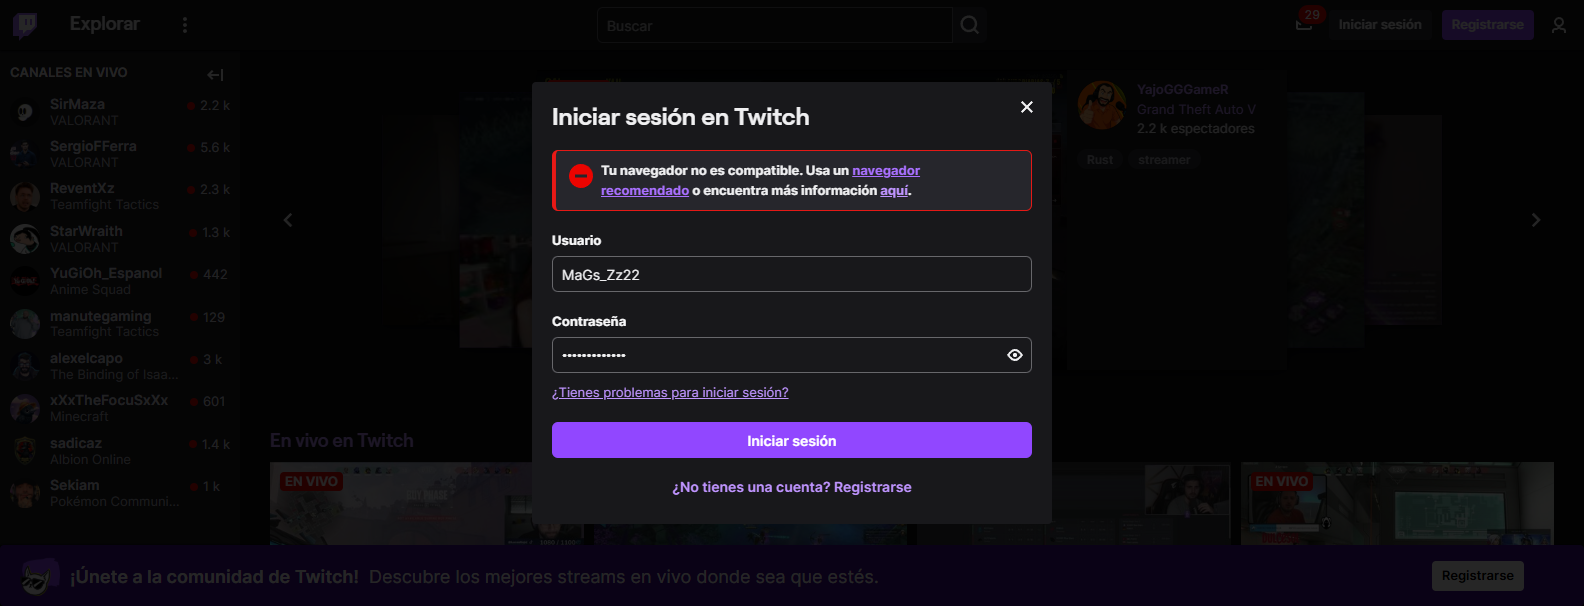 Explorar
Buscar
29
Iniciar sesión
Registrarse
CANALES EN VIVO
SirMaza
2.2 k
VALORANT
SergioFFerra
5.6 k
VALORANT
ReventXz
2.3 k
Teamfight Tactics
StarWraith
1.3 k
VALORANT
YuGiOh_Espanol
442
Anime Squad
manutegaming
129
Teamfight Tactics
alexelcapo
3 k
The Binding of Isaa...
xXxTheFocuSxXx
601
Minecraft
sadicaz
1.4 k
Albion Online
Sekiam
1 k
Pokémon Communi...
YajoGGGameR
Grand Theft Auto V
2.2 k espectadores
Rust
streamer
Iniciar sesión en Twitch
Tu navegador no es compatible. Usa un navegador
recomendado o encuentra más información aquí.
Usuario
MaGs_Zz22
Contraseña
•••••••••••••
¿Tienes problemas para iniciar sesión?
Iniciar sesión
¿No tienes una cuenta? Registrarse
En vivo en Twitch
EN VIVO
EN VIVO
¡Únete a la comunidad de Twitch! Descubre los mejores streams en vivo donde sea que estés.
Registrarse